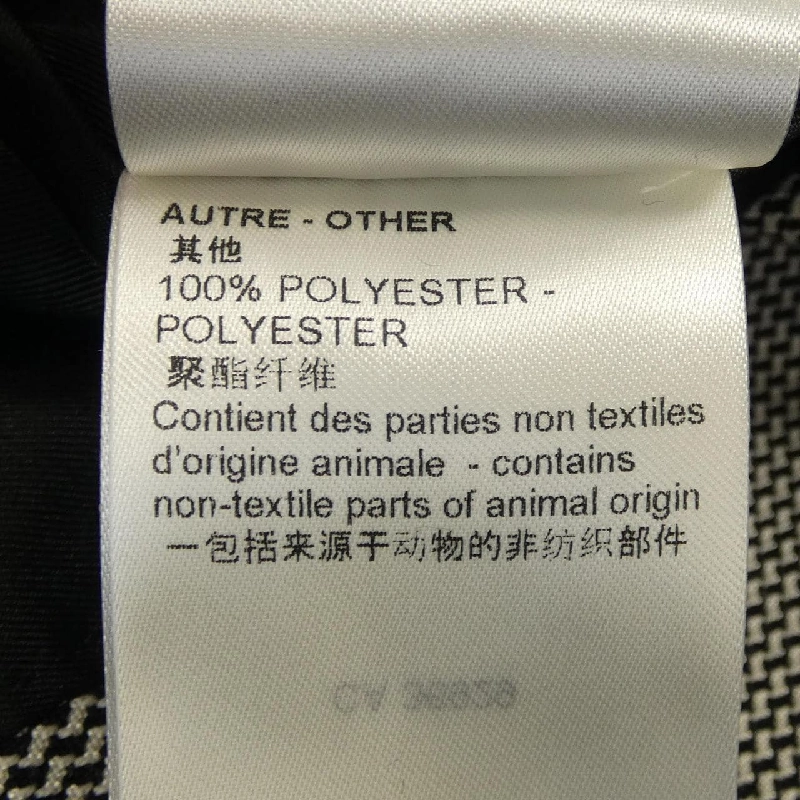 AUTRE - OTHER
其他
100% POLYESTER -
POLYESTER
聚酯纤维
Contient des parties non textiles
d'origine animale - contains
non-textile parts of animal origin
一包括来源于动物的非纺织部件